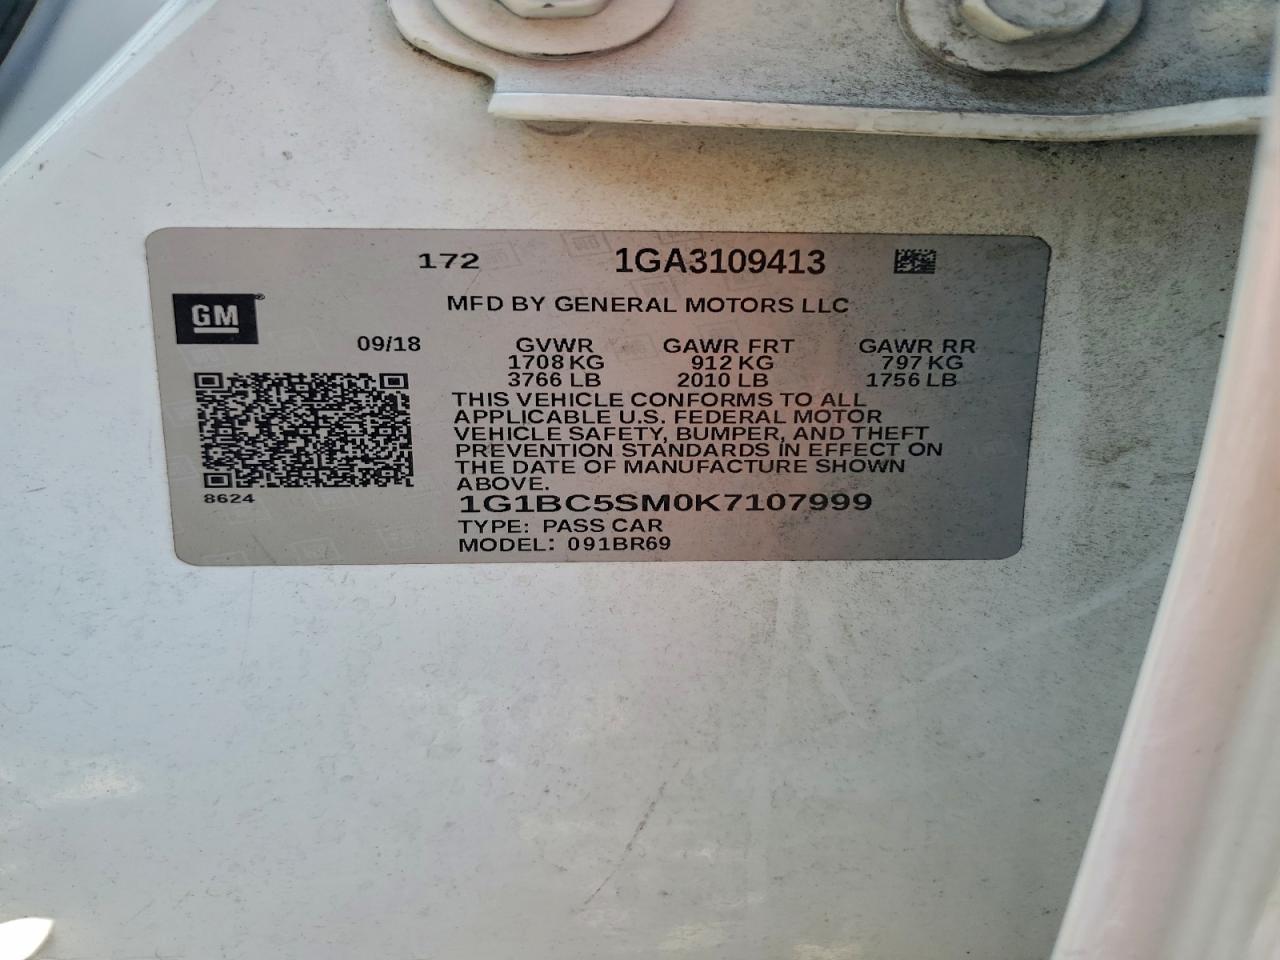 172 1GA3109413
GM®
MFD BY GENERAL MOTORS LLC
09/18 GVWR GAWR FRT GAWR RR
1708 KG 912 KG 797 KG
3766 LB 2010 LB 1756 LB
THIS VEHICLE CONFORMS TO ALL
APPLICABLE U.S. FEDERAL MOTOR
VEHICLE SAFETY, BUMPER, AND THEFT
PREVENTION STANDARDS IN EFFECT ON
THE DATE OF MANUFACTURE SHOWN
ABOVE.
8624
1G1BC5SM0K7107999
TYPE: PASS CAR
MODEL: 091BR69